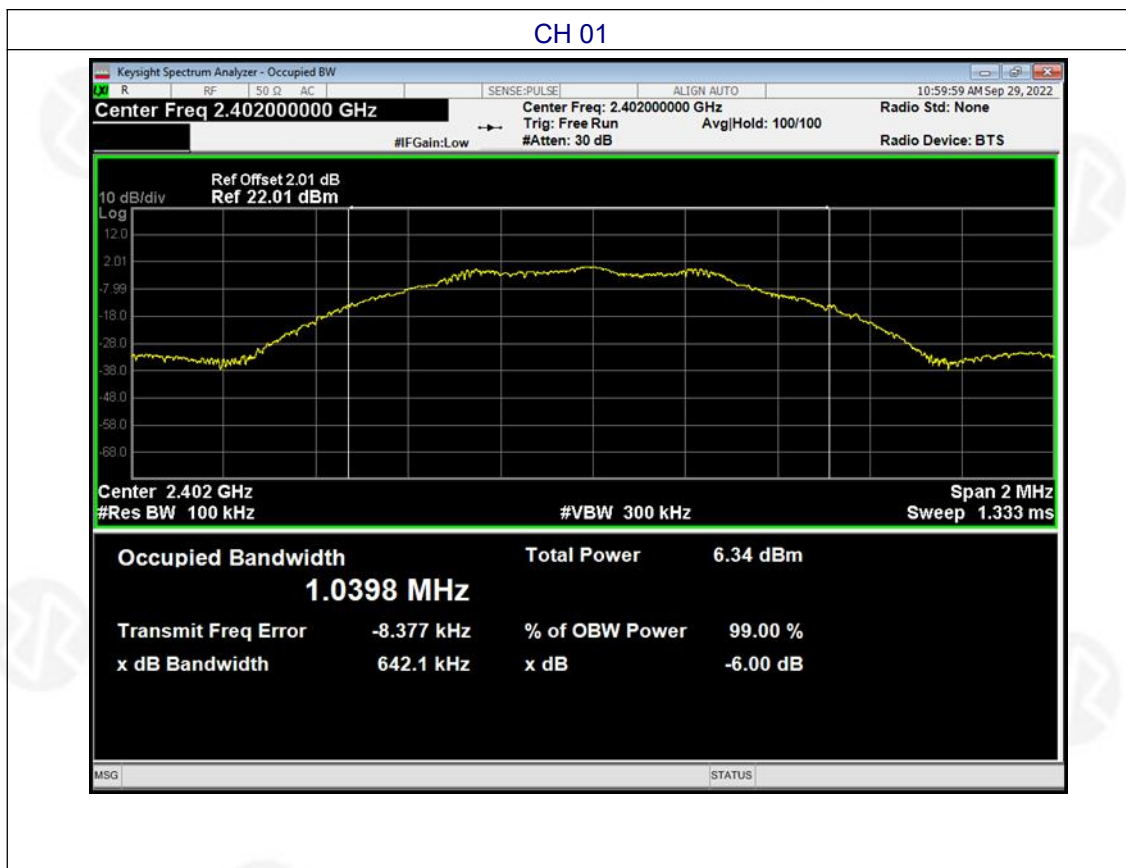 CH 01
Keysight Spectrum Analyzer - Occupied BW
LXI R RF 50 Ω AC SENSE:PULSE ALIGN AUTO 10:59:59 AM Sep 29, 2022
Center Freq 2.402000000 GHz Center Freq: 2.402000000 GHz Radio Std: None
Trig: Free Run Avg|Hold: 100/100
#IFGain:Low #Atten: 30 dB Radio Device: BTS
Ref Offset 2.01 dB
10 dB/div Ref 22.01 dBm
Log
12.0
2.01
-7.99
-18.0
-28.0
-38.0
-48.0
-58.0
-68.0
Center 2.402 GHz Span 2 MHz
#Res BW 100 kHz #VBW 300 kHz Sweep 1.333 ms
Occupied Bandwidth Total Power 6.34 dBm
1.0398 MHz
Transmit Freq Error -8.377 kHz % of OBW Power 99.00 %
x dB Bandwidth 642.1 kHz x dB -6.00 dB
MSG STATUS